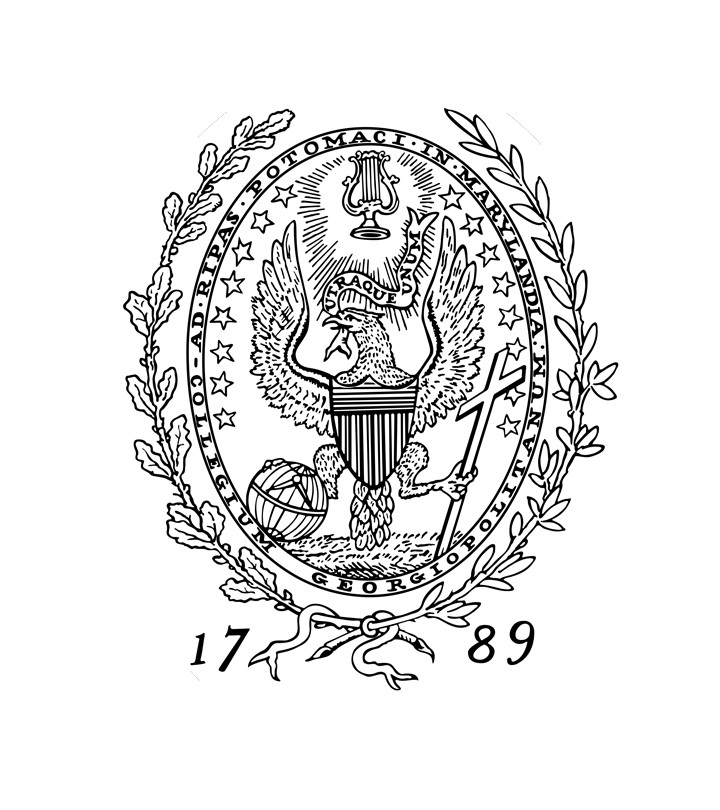 COLLEGIUM GEORGIOPOLITANUM
AD·RIPAS·POTOMACI·IN·MARYLANDIA·
UTRAQUE UNUM
17 89